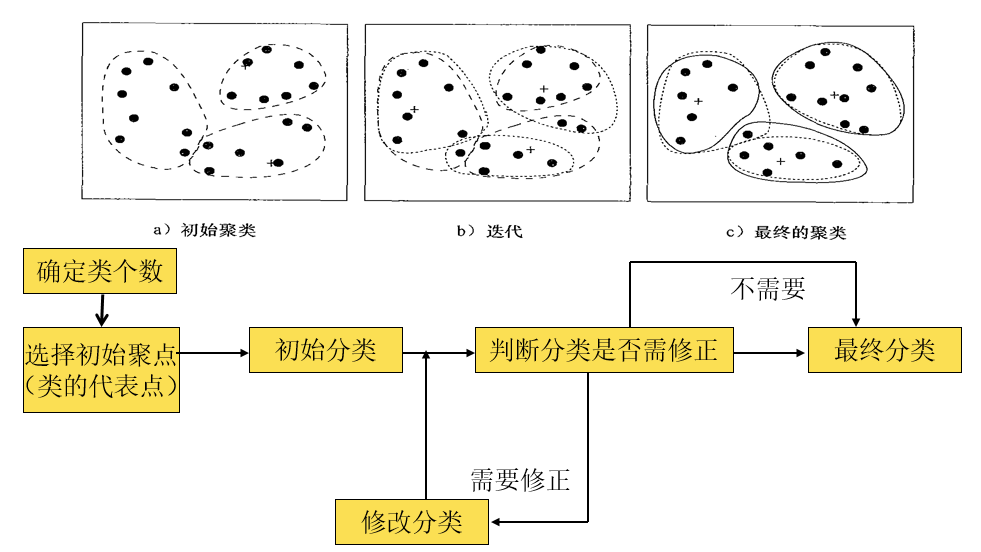 a）初始聚类
b）迭代
c）最终的聚类
确定类个数
不需要
选择初始聚点
（类的代表点）
初始分类
判断分类是否需修正
最终分类
需要修正
修改分类